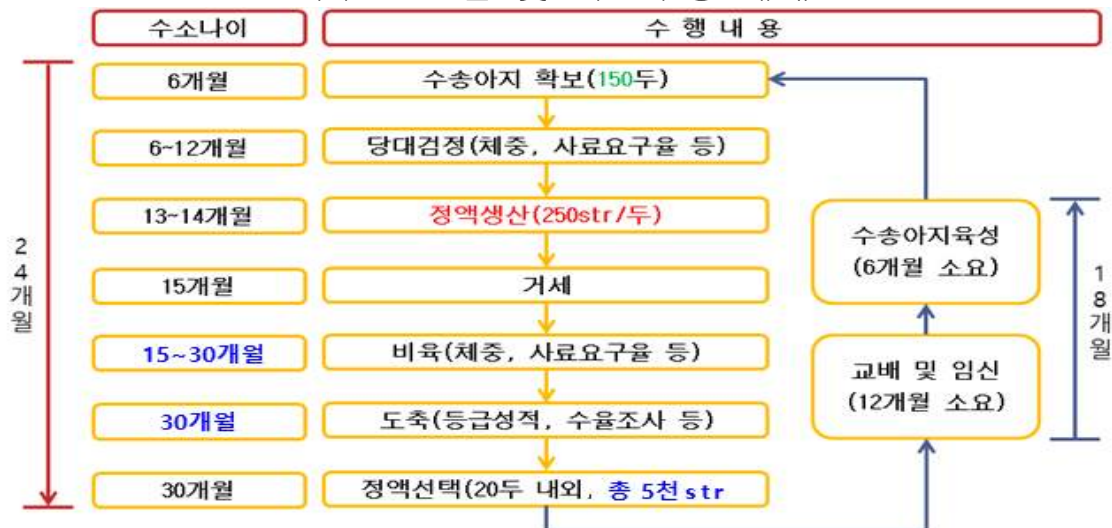 수소나이
수 행 내 용
6개월
수송아지 확보(150두)
6~12개월
당대검정(체중, 사료요구율 등)
13~14개월
정액생산(250str/두)
15개월
거세
15~30개월
비육(체중, 사료요구율 등)
30개월
도축(등급성적, 수율조사 등)
30개월
정액선택(20두 내외, 총 5천 str
24개월
수송아지육성
(6개월 소요)
교배 및 임신
(12개월 소요)
18개월